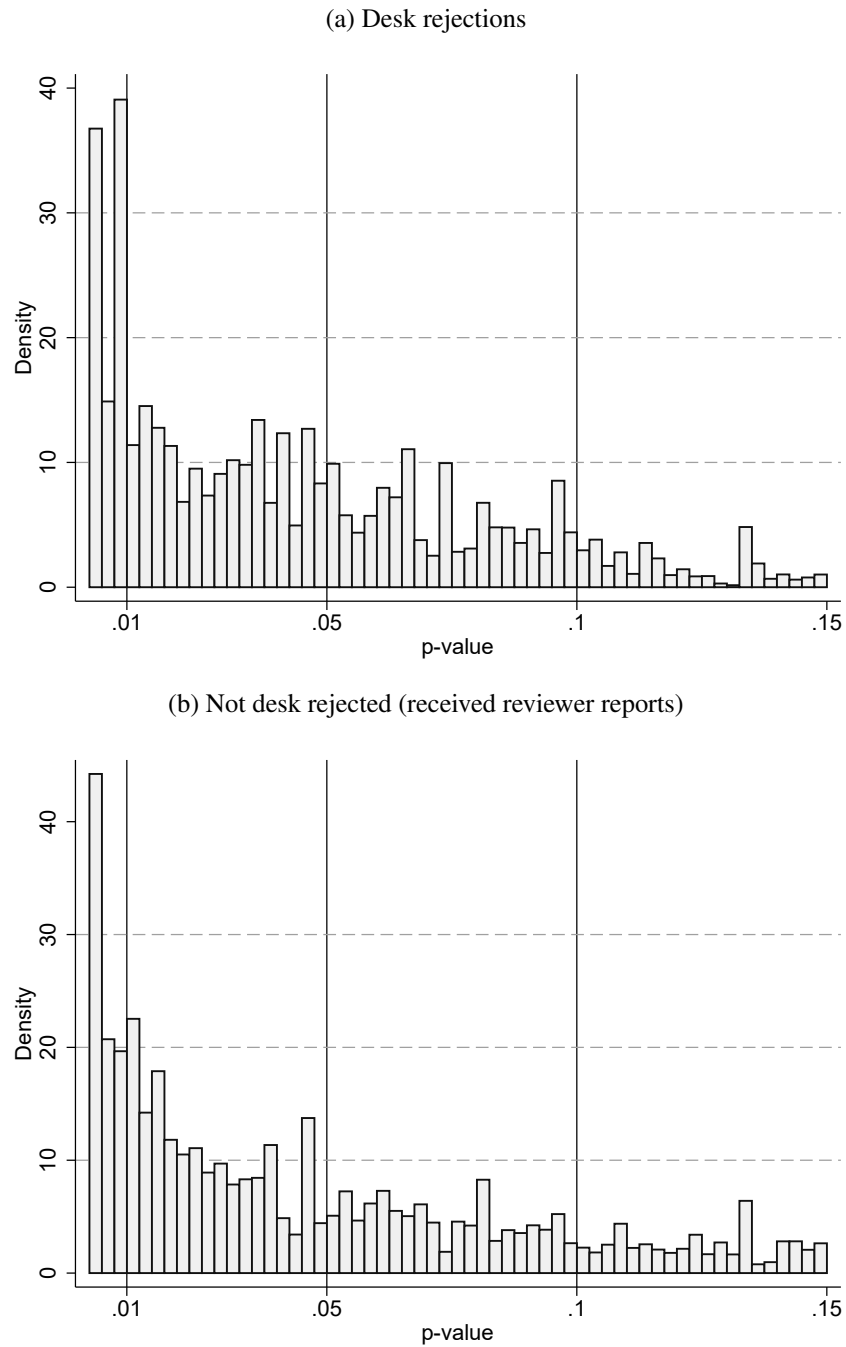 (a) Desk rejections
40
30
20
10
0
Density
.01 .05 .1 .15
p-value
(b) Not desk rejected (received reviewer reports)
40
30
20
10
0
Density
.01 .05 .1 .15
p-value